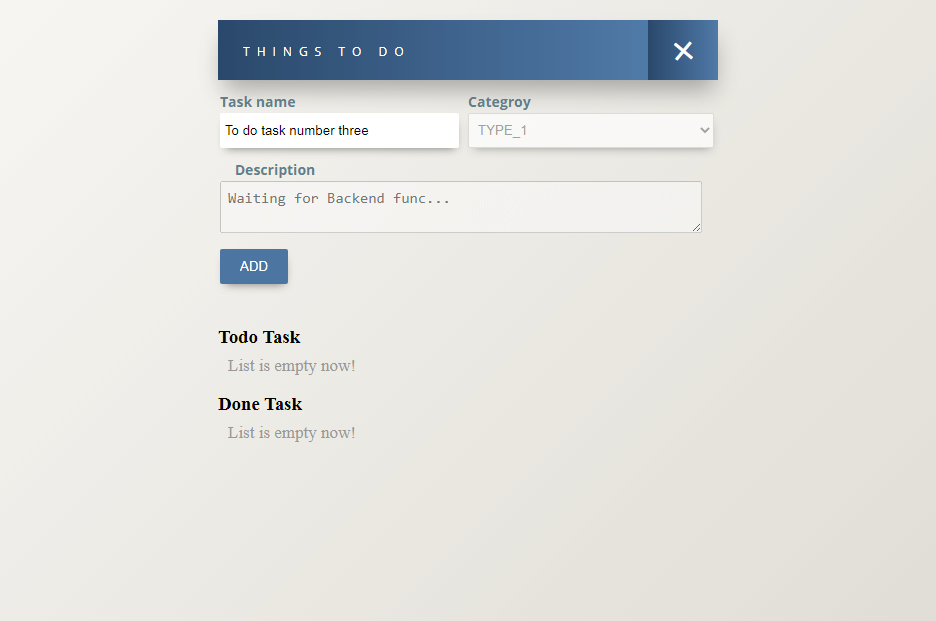 THINGS TO DO
Task name
Categroy
To do task number three
TYPE_1
Description
Waiting for Backend func...
ADD
Todo Task
List is empty now!
Done Task
List is empty now!